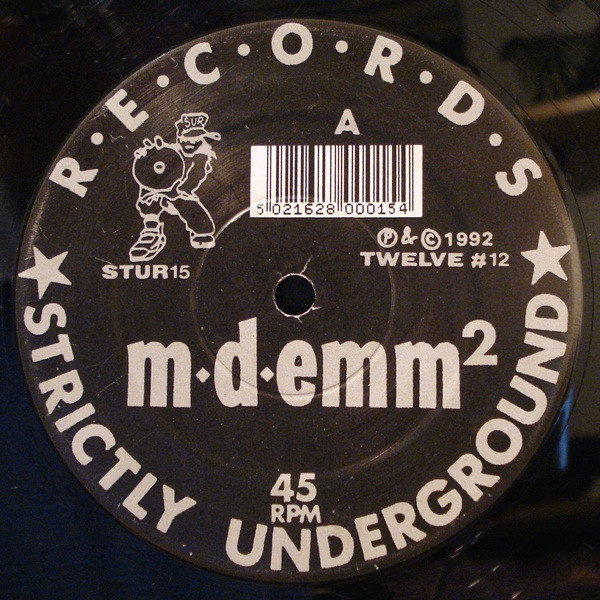 R·E·C·O·R·D·S
SUR
A
5 021628 000154
STUR15
℗ & © 1992
TWELVE #12
m·d·emm²
45
RPM
★ STRICTLY UNDERGROUND ★